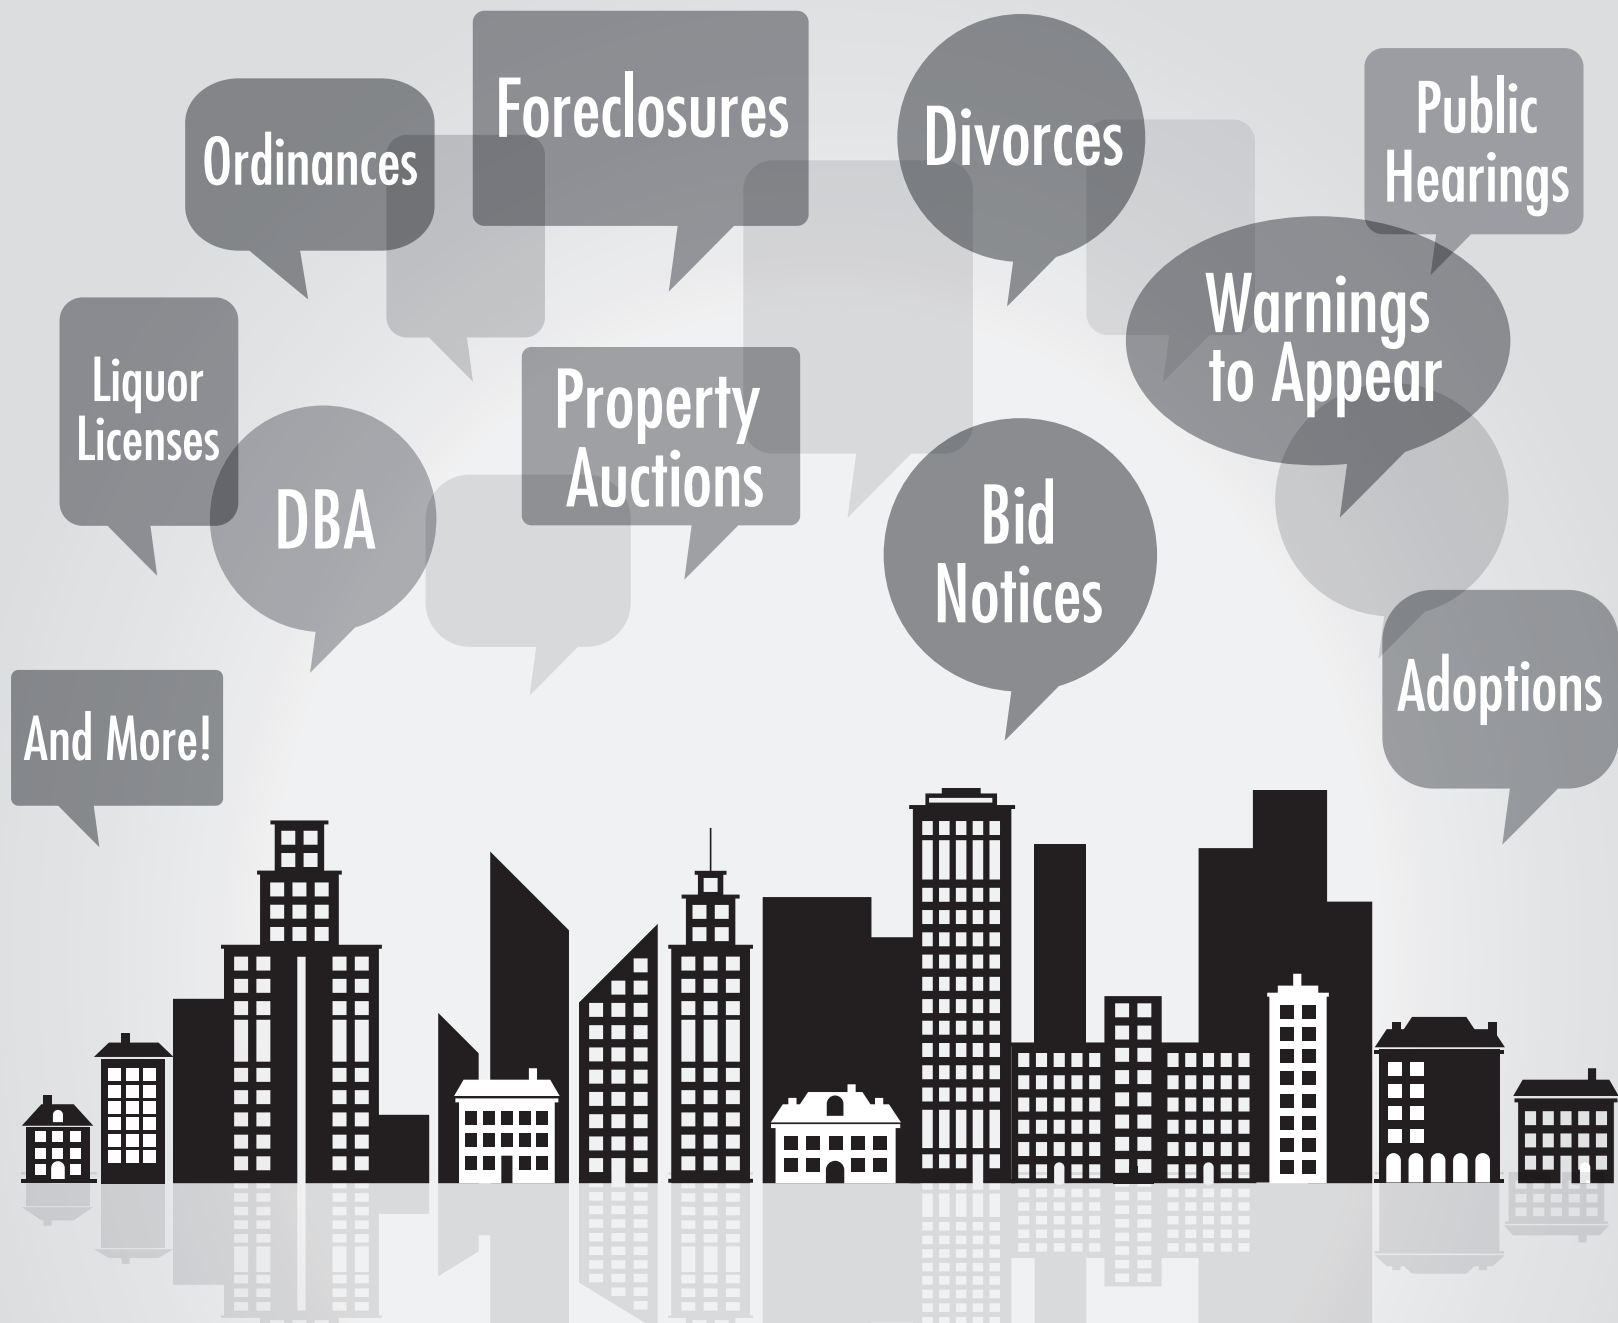 Foreclosures
Ordinances
Divorces
Public
Hearings
Warnings
to Appear
Liquor
Licenses
Property
Auctions
DBA
Bid
Notices
Adoptions
And More!